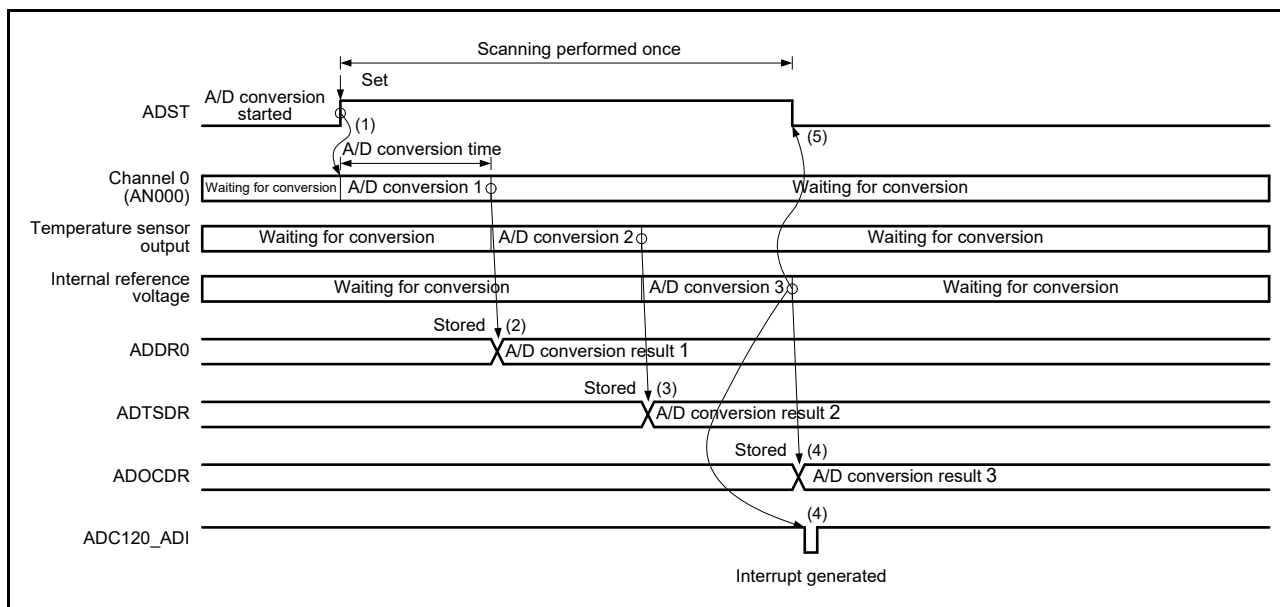 Scanning performed once
Set
ADST
A/D conversion
started
(1)
(5)
A/D conversion time
Channel 0
(AN000)
Waiting for conversion
A/D conversion 1
Waiting for conversion
Temperature sensor
output
Waiting for conversion
A/D conversion 2
Waiting for conversion
Internal reference
voltage
Waiting for conversion
A/D conversion 3
Waiting for conversion
Stored
(2)
ADDR0
A/D conversion result 1
Stored
(3)
ADTSDR
A/D conversion result 2
Stored
(4)
ADOCDR
A/D conversion result 3
(4)
ADC120_ADI
Interrupt generated